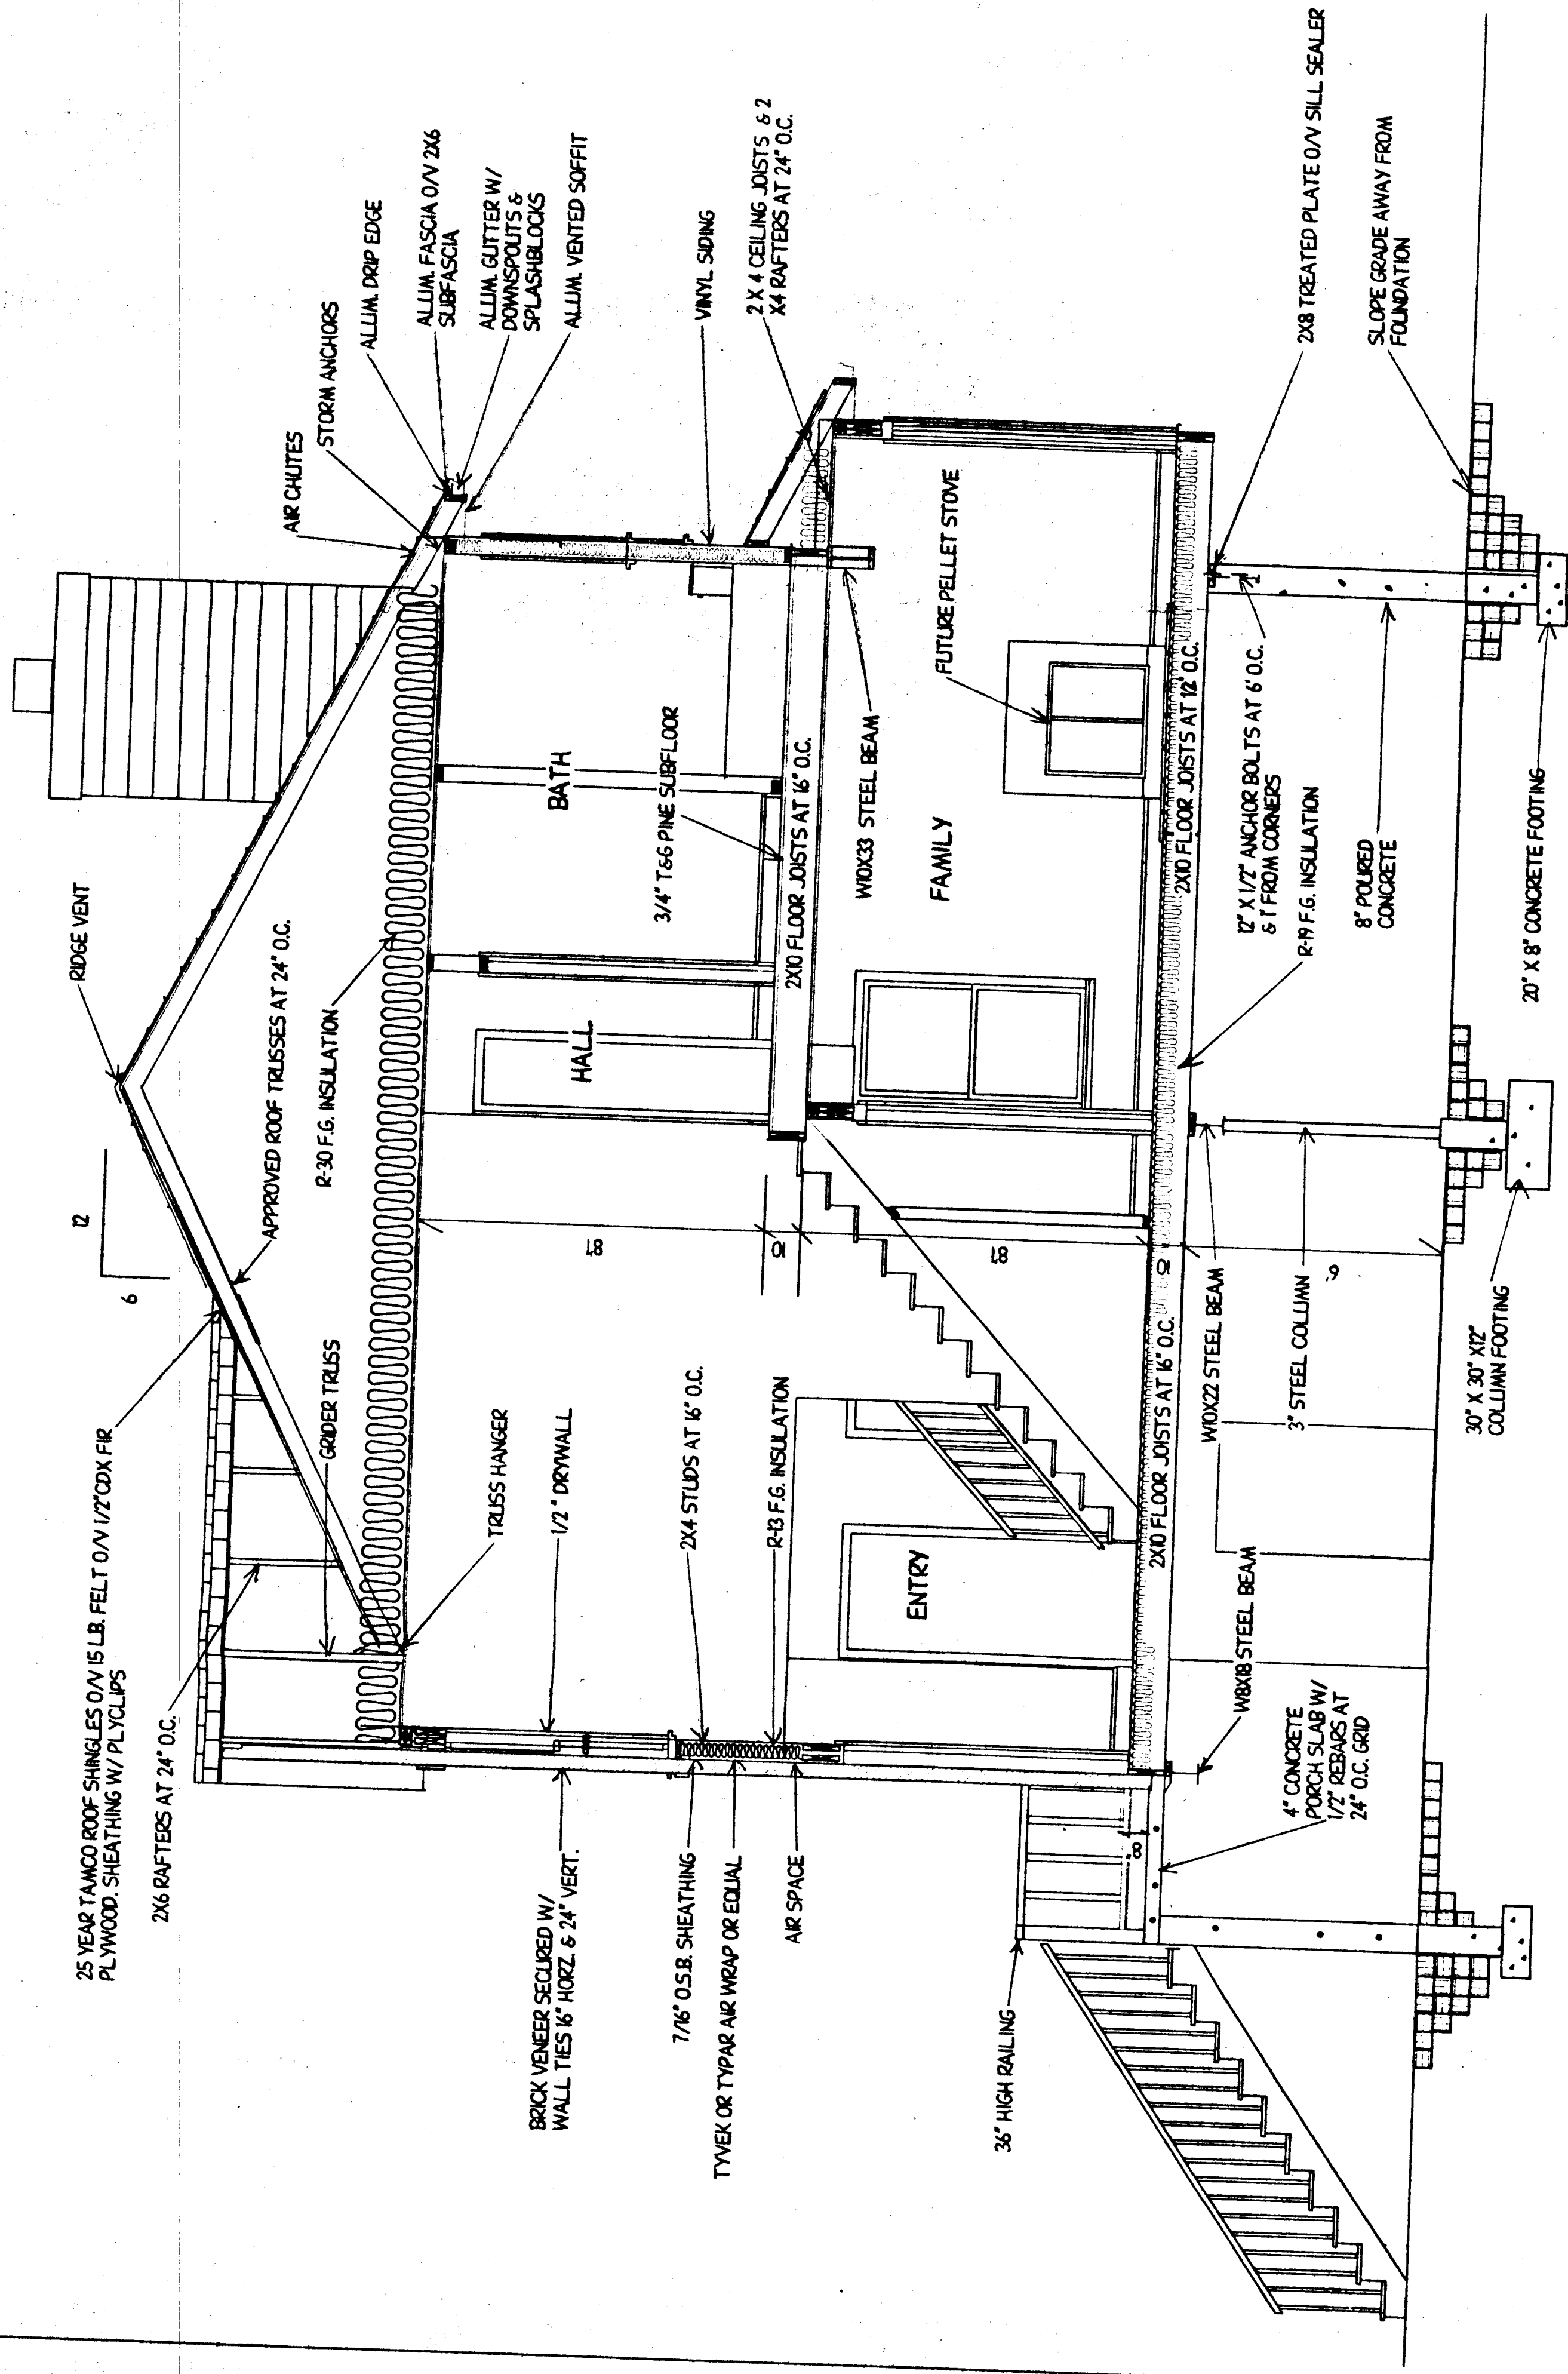 25 YEAR TAMCO ROOF SHINGLES O/V 15 LB. FELT O/V 1/2" CDX FIR
PLYWOOD. SHEATHING W/ PLYCLIPS
2X6 RAFTERS AT 24" O.C.
GRIDER TRUSS
TRUSS HANGER
1/2" DRYWALL
6
12
RIDGE VENT
APPROVED ROOF TRUSSES AT 24" O.C.
R-30 F.G. INSULATION
AIR CHUTES
STORM ANCHORS
ALUM. DRIP EDGE
ALUM. FASCIA O/V 2X6
SUBFASCIA
ALUM. GUTTER W/
DOWNSPOUTS &
SPLASHBLOCKS
ALUM. VENTED SOFFIT
VINYL SIDING
2 X 4 CEILING JOISTS & 2
X4 RAFTERS AT 24" O.C.
BRICK VENEER SECURED W/
WALL TIES 16" HORZ. & 24" VERT.
7/16" O.S.B. SHEATHING
TYVEK OR TYPAR AIR WRAP OR EQUAL
AIR SPACE
2X4 STUDS AT 16" O.C.
R-13 F.G. INSULATION
HALL
BATH
3/4" T&G PINE SUBFLOOR
2X10 FLOOR JOISTS AT 16" O.C.
W10X33 STEEL BEAM
8'1
10
8'1
10
6'
ENTRY
FAMILY
FUTURE PELLET STOVE
36" HIGH RAILING
8"
2X10 FLOOR JOISTS AT 16" O.C.
2X10 FLOOR JOISTS AT 12" O.C.
4" CONCRETE
PORCH SLAB W/
1/2" REBARS AT
24" O.C. GRID
W8X18 STEEL BEAM
W10X22 STEEL BEAM
3" STEEL COLUMN
30" X 30" X12"
COLUMN FOOTING
12" X 1/2" ANCHOR BOLTS AT 6' O.C.
& 1' FROM CORNERS
R-19 F.G. INSULATION
8" POURED
CONCRETE
20" X 8" CONCRETE FOOTING
2X8 TREATED PLATE O/V SILL SEALER
SLOPE GRADE AWAY FROM
FOUNDATION